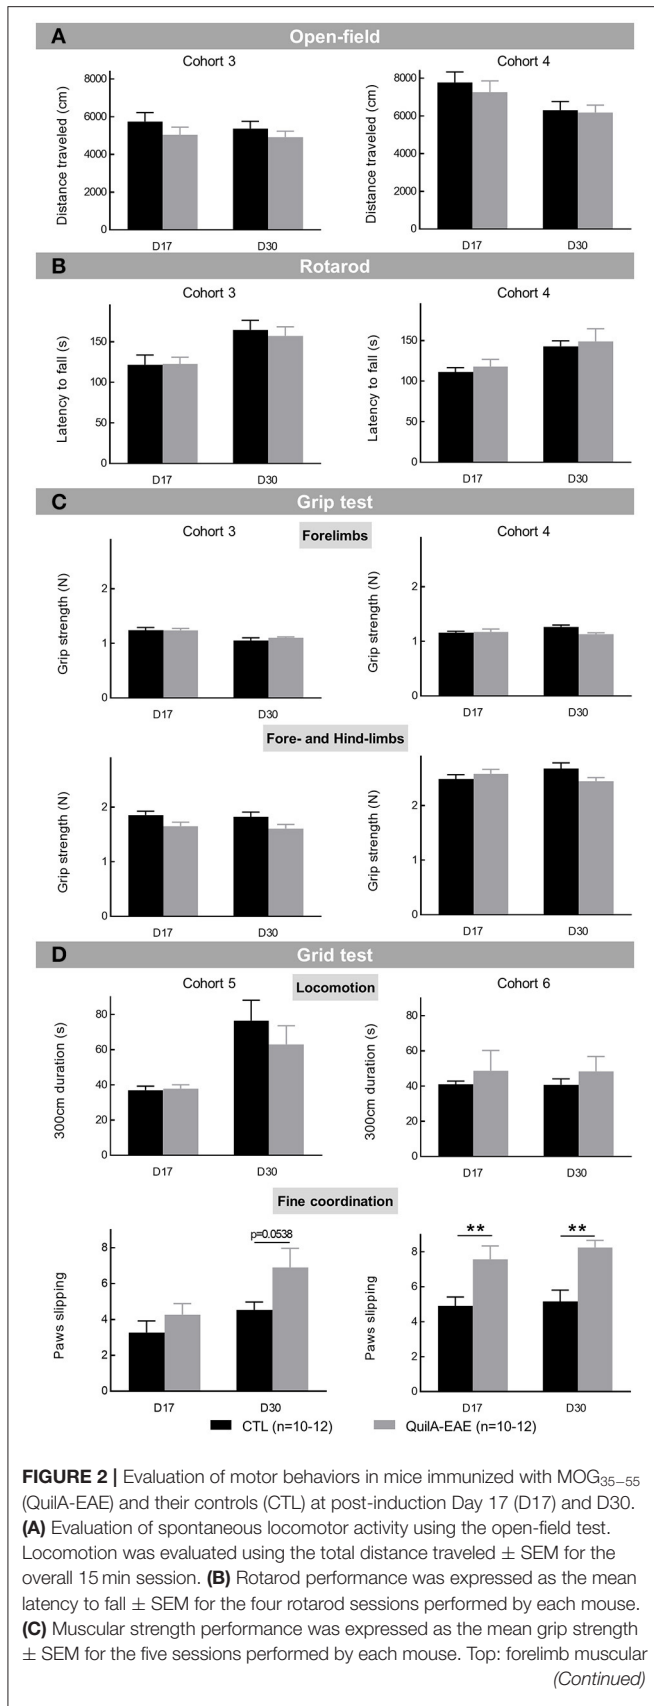 A Open-field
Cohort 3 Cohort 4
Distance traveled (cm) 8000 6000 4000 2000 0 D17 D30
Distance traveled (cm) 8000 6000 4000 2000 0 D17 D30
B Rotarod
Cohort 3 Cohort 4
Latency to fall (s) 150 100 50 0 D17 D30
Latency to fall (s) 150 100 50 0 D17 D30
C Grip test
Cohort 3 Cohort 4
Forelimbs
Grip strength (N) 2 1 0 D17 D30
Grip strength (N) 2 1 0 D17 D30
Fore- and Hind-limbs
Grip strength (N) 2 1 0 D17 D30
Grip strength (N) 2 1 0 D17 D30
D Grid test
Cohort 5 Cohort 6
Locomotion
300cm duration (s) 80 60 40 20 0 D17 D30
300cm duration (s) 80 60 40 20 0 D17 D30
Fine coordination
Paws slipping 8 6 4 2 0 p=0.0538 D17 D30
Paws slipping 8 6 4 2 0 ** ** D17 D30
CTL (n=10-12) QuilA-EAE (n=10-12)
FIGURE 2 | Evaluation of motor behaviors in mice immunized with MOG35−55
(QuilA-EAE) and their controls (CTL) at post-induction Day 17 (D17) and D30.
(A) Evaluation of spontaneous locomotor activity using the open-field test.
Locomotion was evaluated using the total distance traveled ± SEM for the
overall 15 min session. (B) Rotarod performance was expressed as the mean
latency to fall ± SEM for the four rotarod sessions performed by each mouse.
(C) Muscular strength performance was expressed as the mean grip strength
± SEM for the five sessions performed by each mouse. Top: forelimb muscular
(Continued)